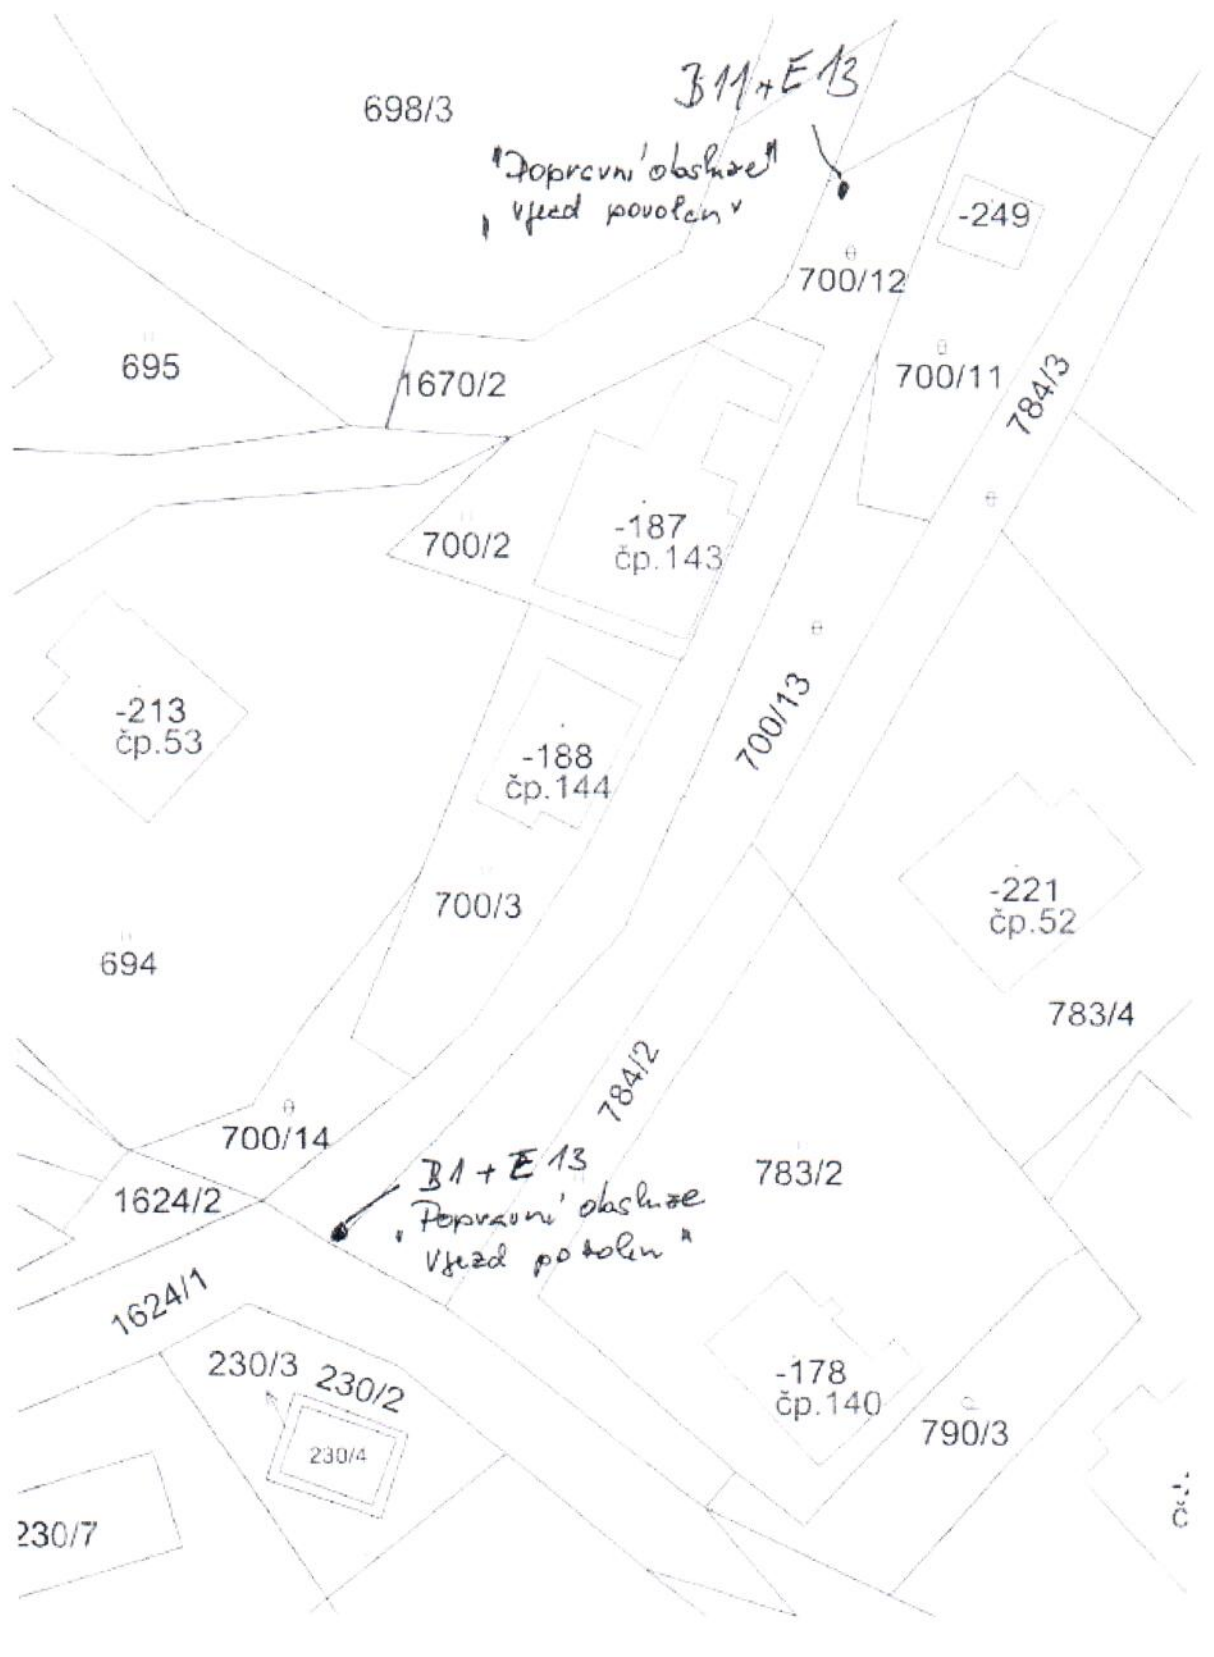 B11+E13
698/3
"Dopravní obsluze"
"vjezd povolen"
-249
700/12
695
1670/2
700/11
784/3
700/2
-187
čp.143
-213
čp.53
700/13
-188
čp.144
-221
čp.52
700/3
694
783/4
784/2
700/14
B1+E13
"Dopravní obsluze
vjezd povolen"
783/2
1624/2
1624/1
230/3
230/2
230/4
-178
čp.140
790/3
230/7
č